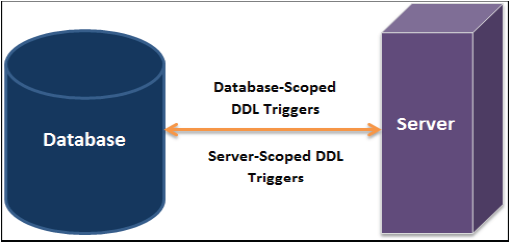 Database
Database-Scoped
DDL Triggers
Server-Scoped DDL
Triggers
Server